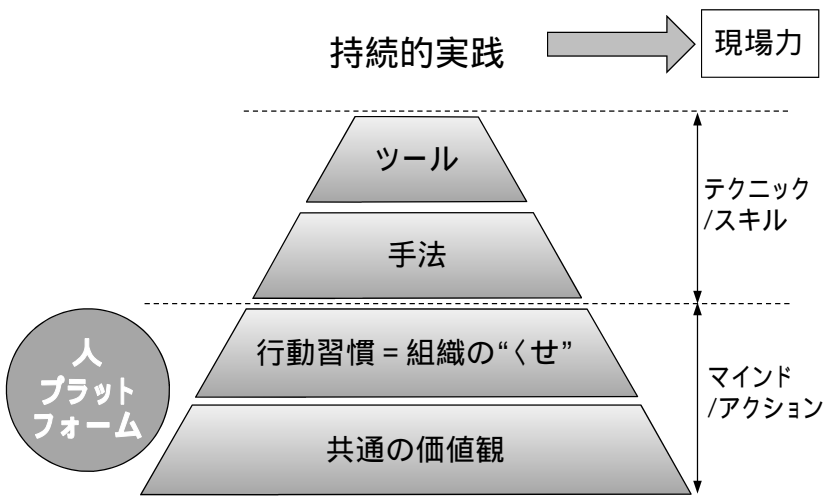 持続的実践
現場力
ツール
テクニック
/スキル
手法
人
プラット
フォーム
行動習慣 = 組織の“くせ”
マインド
/アクション
共通の価値観